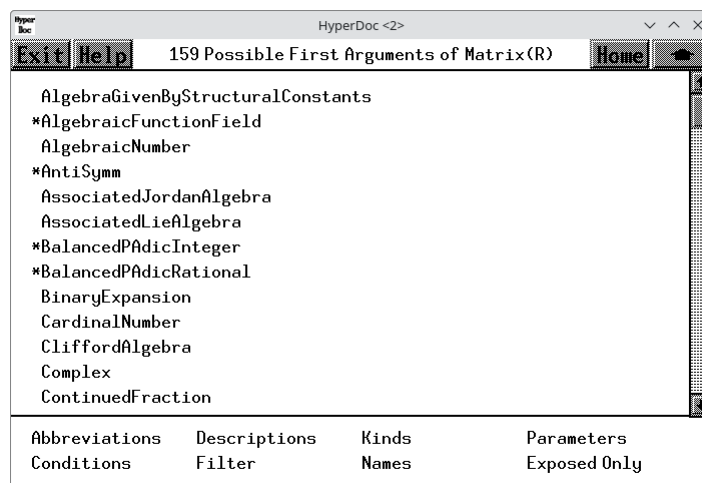 Hyper Doc
HyperDoc <2>
Exit Help 159 Possible First Arguments of Matrix(R) Home
AlgebraGivenByStructuralConstants
*AlgebraicFunctionField
AlgebraicNumber
*AntiSymm
AssociatedJordanAlgebra
AssociatedLieAlgebra
*BalancedPAdicInteger
*BalancedPAdicRational
BinaryExpansion
CardinalNumber
CliffordAlgebra
Complex
ContinuedFraction
Abbreviations Descriptions Kinds Parameters
Conditions Filter Names Exposed Only